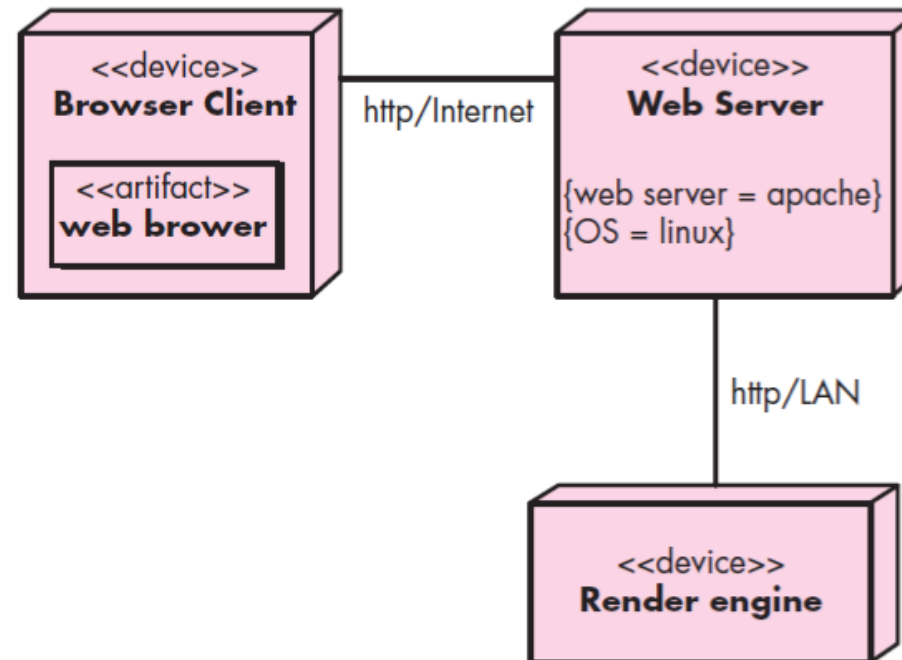 <<device>>
Browser Client
<<artifact>>
web brower
http/Internet
<<device>>
Web Server
{web server = apache}
{OS = linux}
http/LAN
<<device>>
Render engine